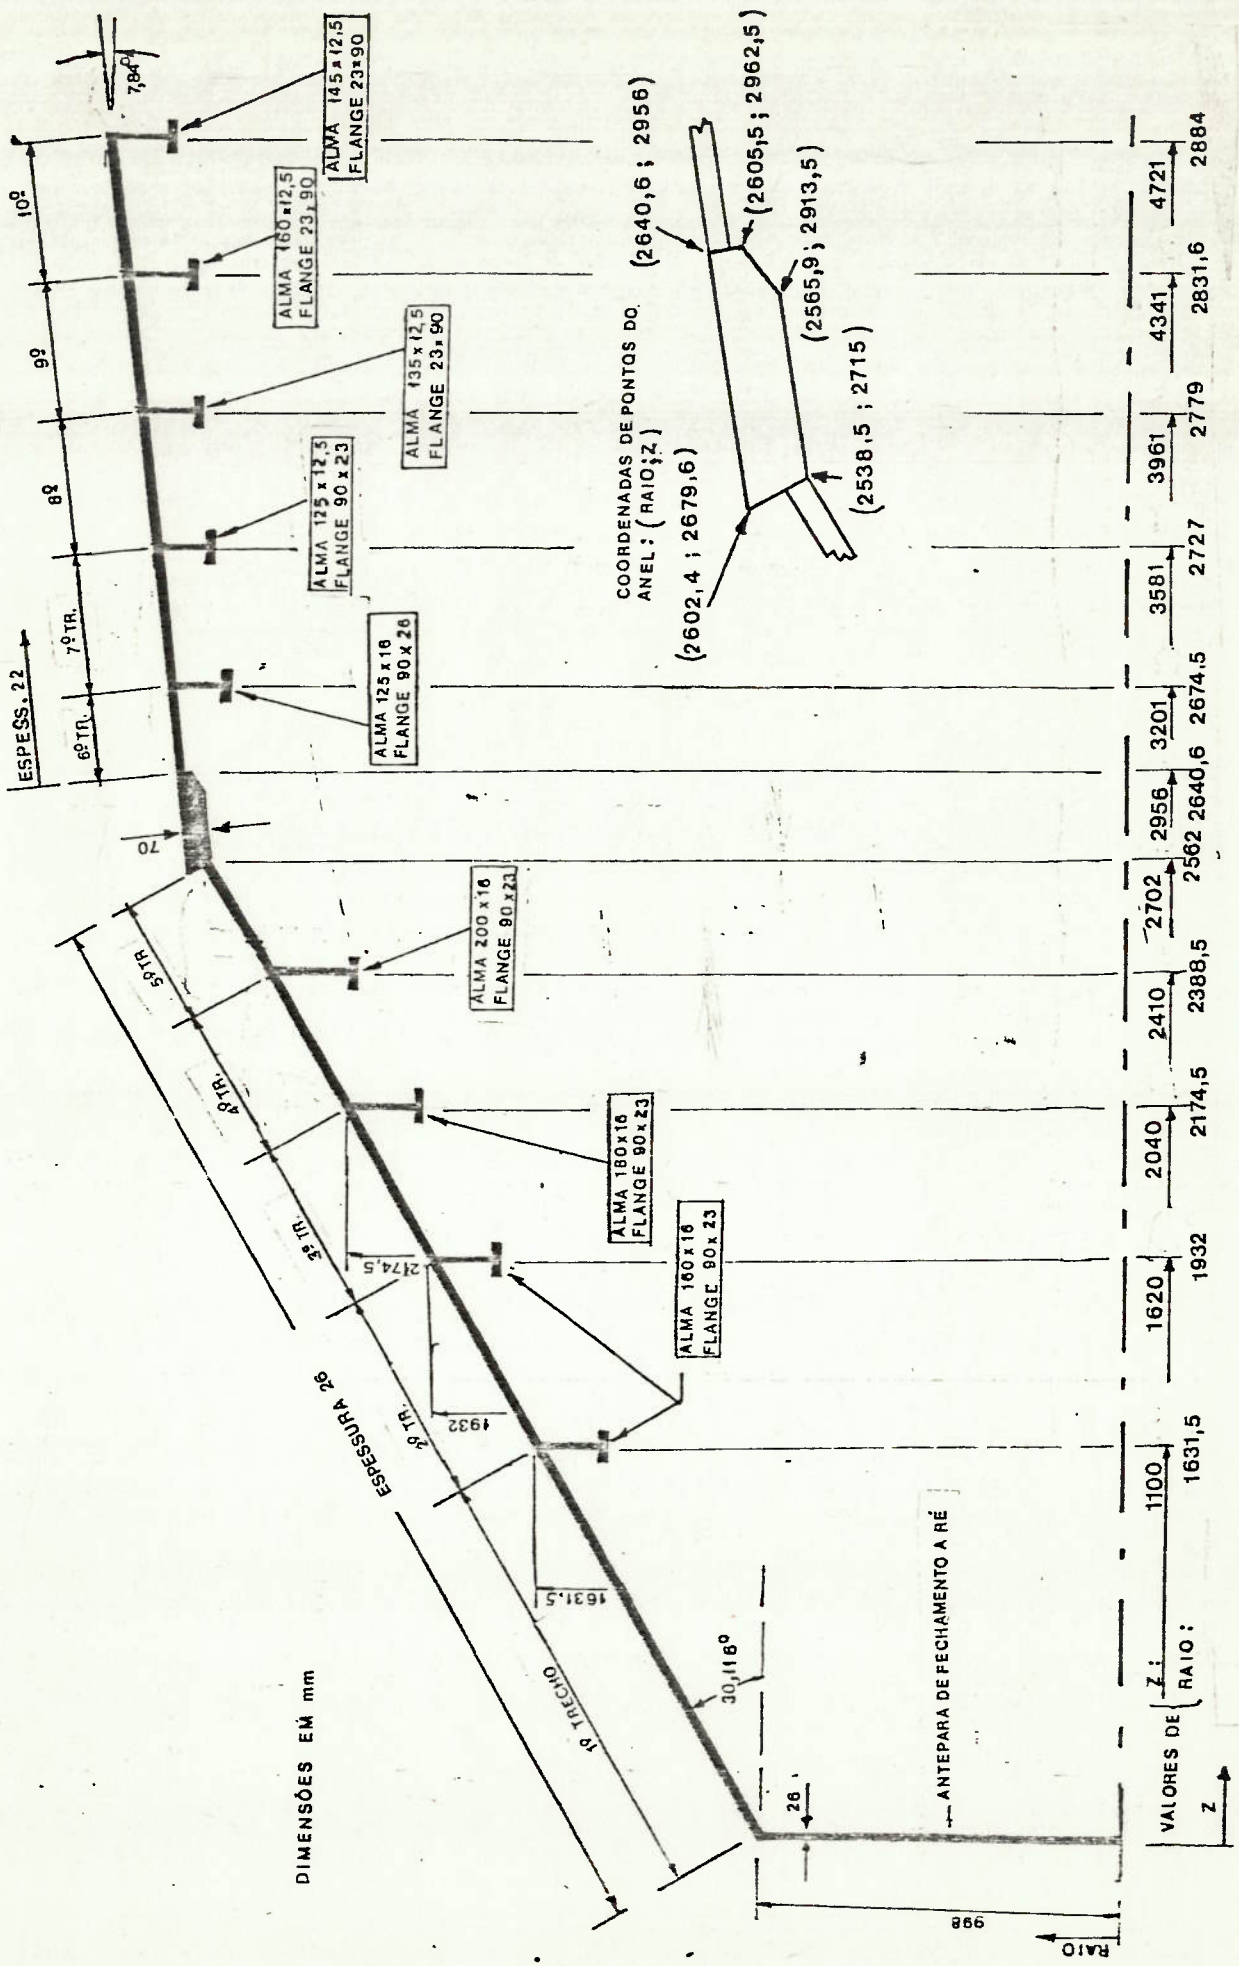 ESPESS. 22
6º TR.
7º TR.
8º
9º
10º
7,84º
70
ALMA 125 x 16
FLANGE 90 x 26
ALMA 125 x 12,5
FLANGE 90 x 23
ALMA 135 x 12,5
FLANGE 23 x 90
ALMA 160 x 12,5
FLANGE 23 x 90
ALMA 145 x 12,5
FLANGE 23 x 90
DIMENSÕES EM mm
ESPESSURA 26
1º TRECHO
2º TR.
3º TR.
4º TR.
5º TR
1631,5
1932
2174,5
ALMA 200 x 16
FLANGE 90 x 23
ALMA 180 x 16
FLANGE 90 x 23
ALMA 160 x 16
FLANGE 90 x 23
COORDENADAS DE PONTOS DO
ANEL : (RAIO ; Z)
(2602,4 ; 2679,6)
(2640,6 ; 2956)
(2605,5 ; 2962,5)
(2565,9 ; 2913,5)
(2538,5 ; 2715)
30,116º
26
998
RAIO
ANTEPARA DE FECHAMENTO A RÉ
VALORES DE
Z :
1100 1620 2040 2410 2702 2956 3201 3581 3961 4341 4721
RAIO :
1631,5 1932 2174,5 2388,5 2562 2640,6 2674,5 2727 2779 2831,6 2884
Z